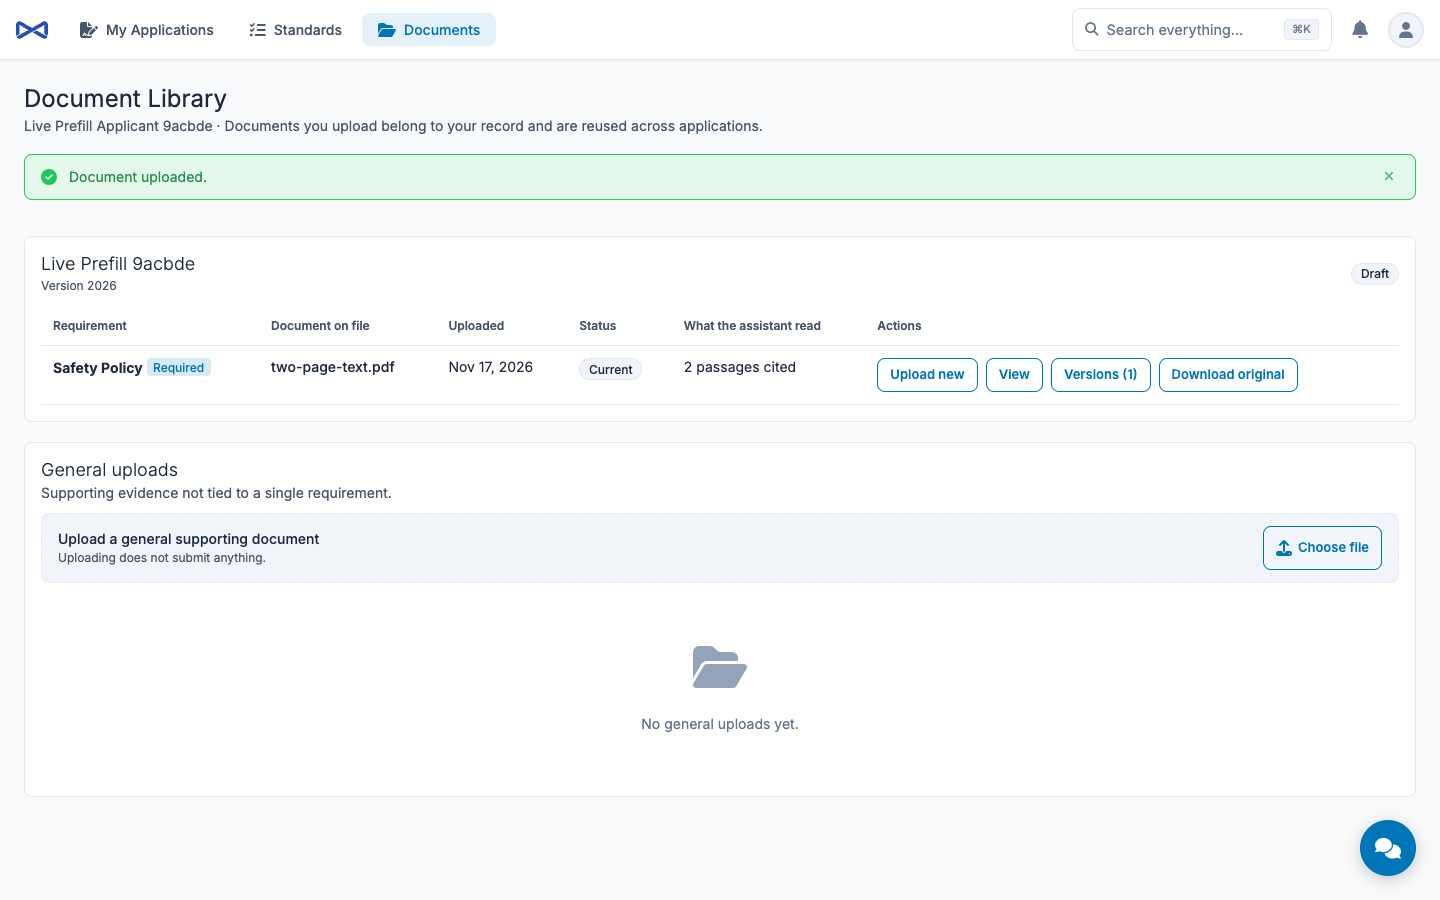 My Applications
Standards
Documents
Search everything...
⌘K
Document Library
Live Prefill Applicant 9acbde · Documents you upload belong to your record and are reused across applications.
Document uploaded.
Live Prefill 9acbde
Version 2026
Draft
Requirement Document on file Uploaded Status What the assistant read Actions
Safety Policy Required two-page-text.pdf Nov 17, 2026 Current 2 passages cited Upload new View Versions (1) Download original
General uploads
Supporting evidence not tied to a single requirement.
Upload a general supporting document
Uploading does not submit anything.
Choose file
No general uploads yet.